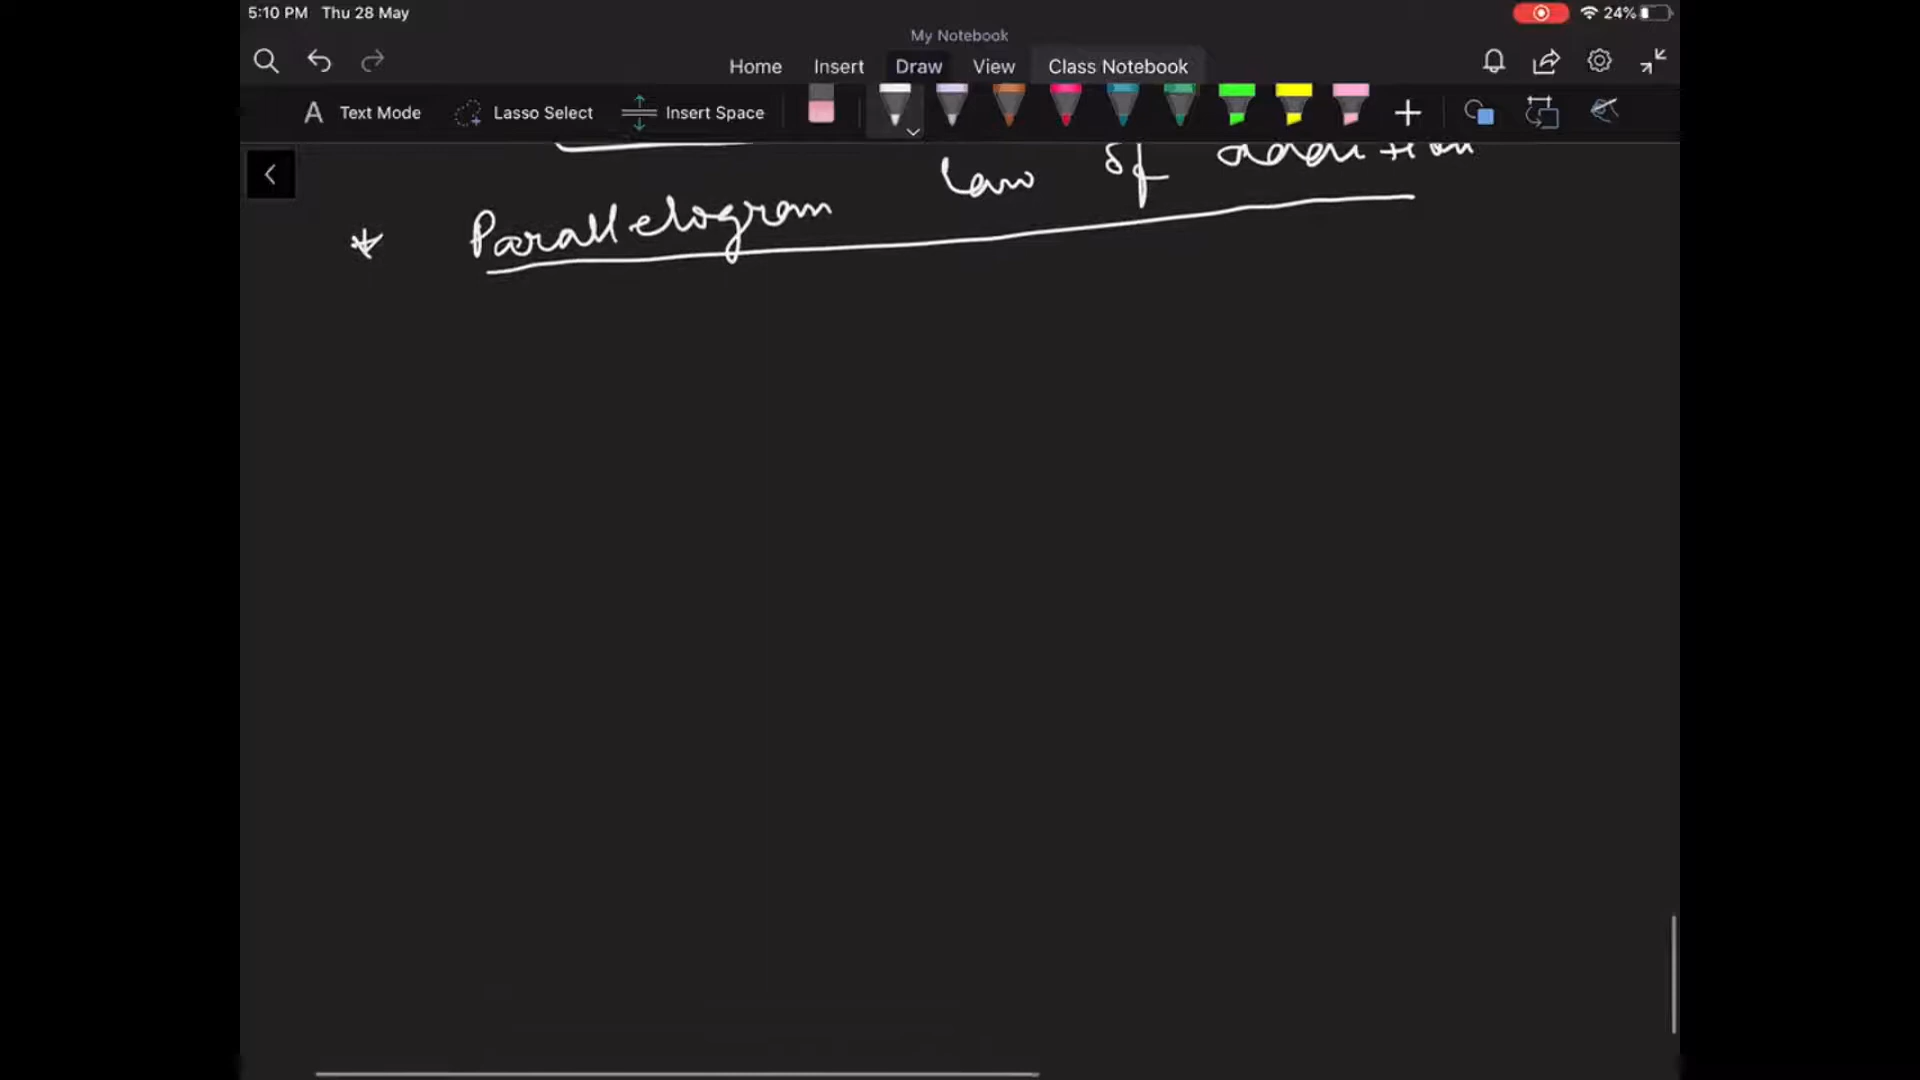 5:10 PM Thu 28 May 24%
My Notebook
Home Insert Draw View Class Notebook
A Text Mode Lasso Select Insert Space
* Parallelogram law of addition